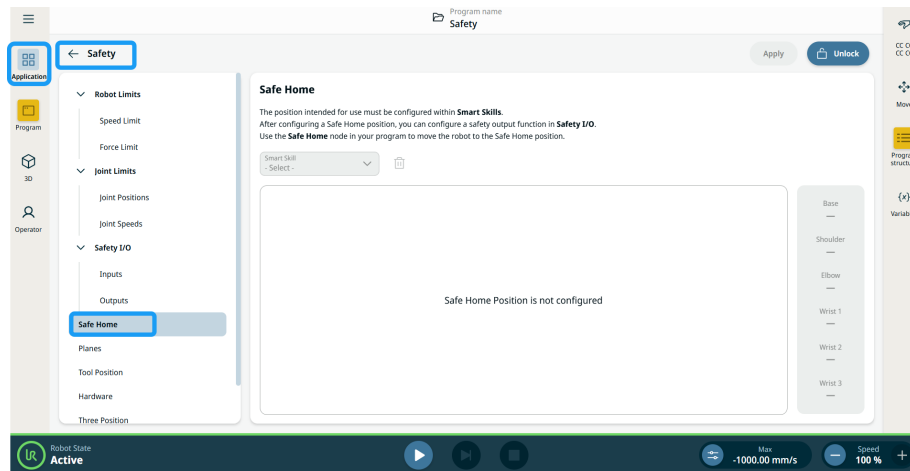 Program name
Safety
Application
Program
3D
Operator
Safety
Apply
Unlock
Robot Limits
Speed Limit
Force Limit
Joint Limits
Joint Positions
Joint Speeds
Safety I/O
Inputs
Outputs
Safe Home
Planes
Tool Position
Hardware
Three Position
Safe Home
The position intended for use must be configured within Smart Skills.
After configuring a Safe Home position, you can configure a safety output function in Safety I/O.
Use the Safe Home node in your program to move the robot to the Safe Home position.
Smart Skill
- Select -
Safe Home Position is not configured
Base
—
Shoulder
—
Elbow
—
Wrist 1
—
Wrist 2
—
Wrist 3
—
Move
{x}
UR
Robot State
Active
Max
-1000.00 mm/s
Speed
100 %